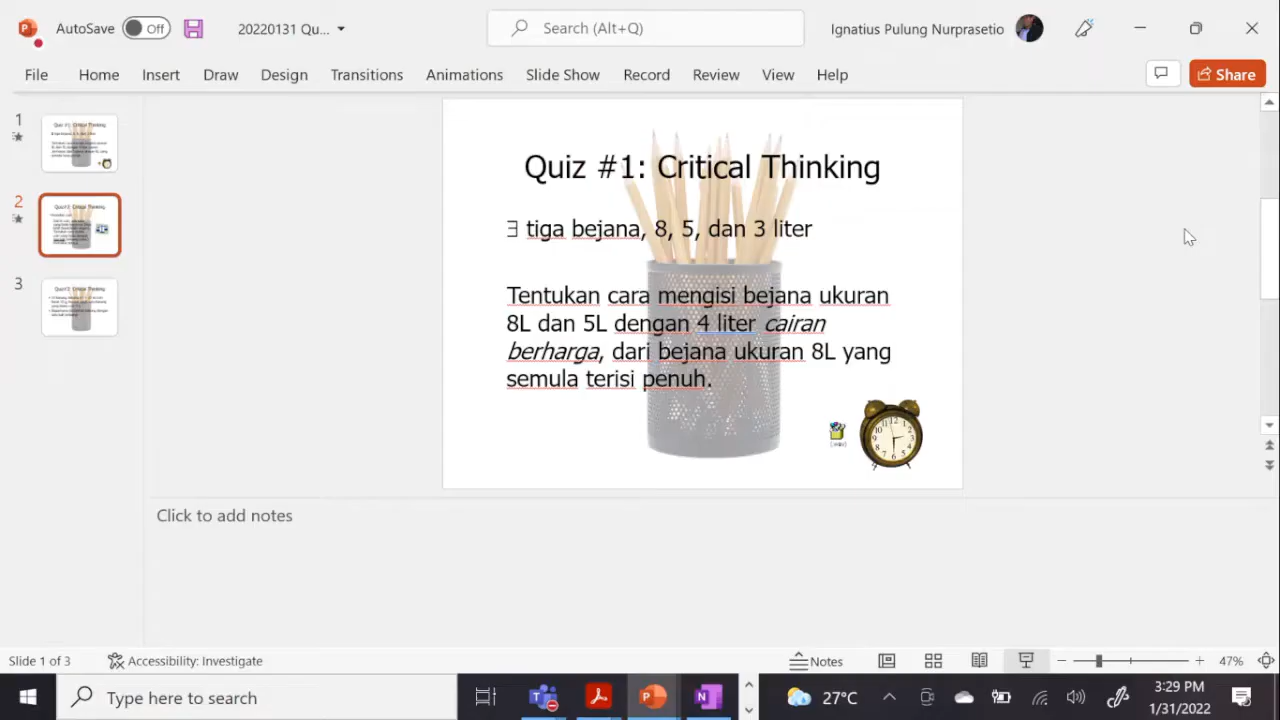 AutoSave Off 20220131 Qu... Search (Alt+Q) Ignatius Pulung Nurprasetio
File Home Insert Draw Design Transitions Animations Slide Show Record Review View Help Share
1
2
3
Quiz #1: Critical Thinking
∃ tiga bejana, 8, 5, dan 3 liter
Tentukan cara mengisi bejana ukuran
8L dan 5L dengan 4 liter cairan
berharga, dari bejana ukuran 8L yang
semula terisi penuh.
Click to add notes
Slide 1 of 3 Accessibility: Investigate Notes 47%
Type here to search 27°C 3:29 PM
1/31/2022